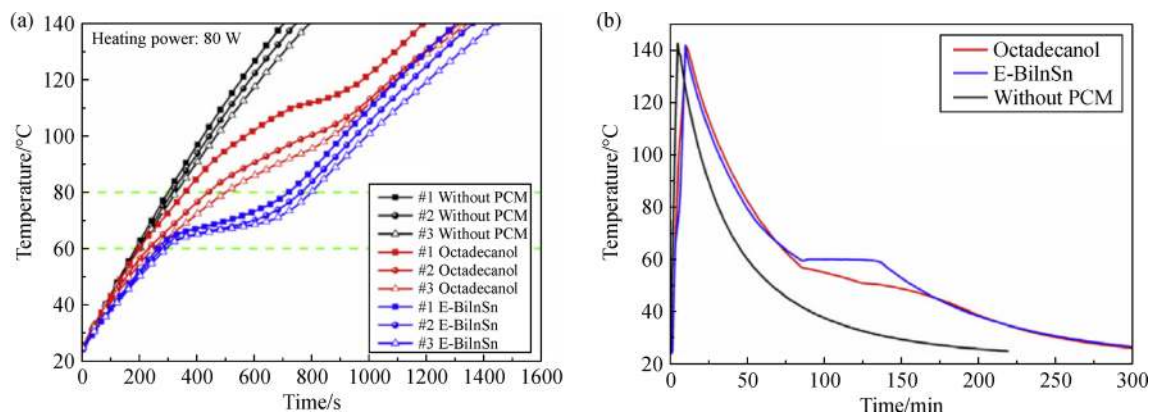 (a)
Heating power: 80 W
Temperature/°C
140
120
100
80
60
40
20
#1 Without PCM
#2 Without PCM
#3 Without PCM
#1 Octadecanol
#2 Octadecanol
#3 Octadecanol
#1 E-BiInSn
#2 E-BiInSn
#3 E-BiInSn
0 200 400 600 800 1000 1200 1400 1600
Time/s
(b)
Octadecanol
E-BiInSn
Without PCM
Temperature/°C
140
120
100
80
60
40
20
0 50 100 150 200 250 300
Time/min